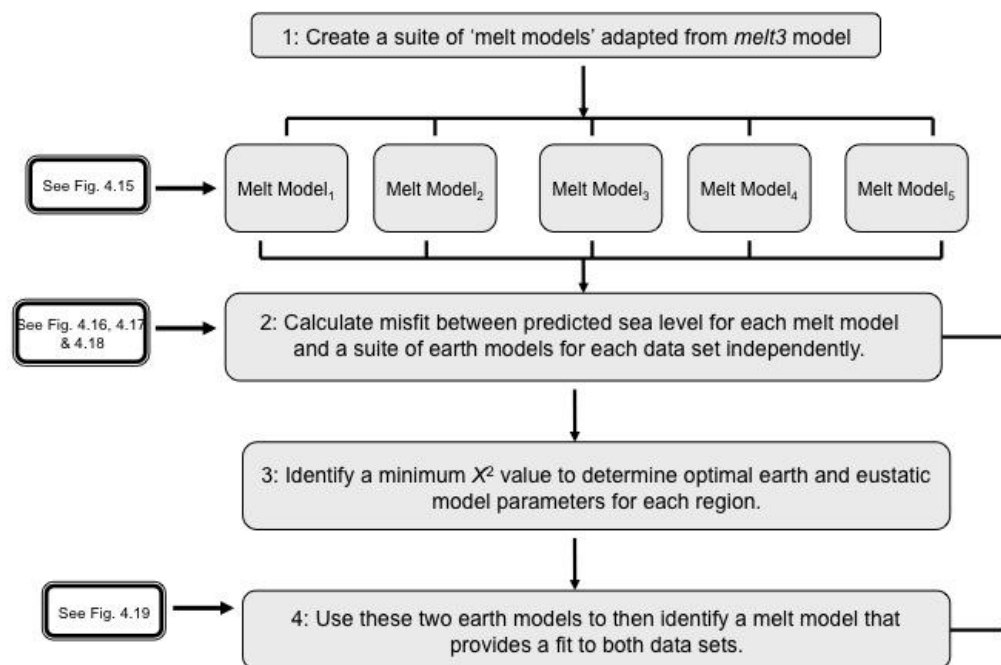 1: Create a suite of 'melt models' adapted from melt3 model
See Fig. 4.15
Melt Model₁
Melt Model₂
Melt Model₃
Melt Model₄
Melt Model₅
See Fig. 4.16, 4.17
& 4.18
2: Calculate misfit between predicted sea level for each melt model
and a suite of earth models for each data set independently.
3: Identify a minimum X² value to determine optimal earth and eustatic
model parameters for each region.
See Fig. 4.19
4: Use these two earth models to then identify a melt model that
provides a fit to both data sets.